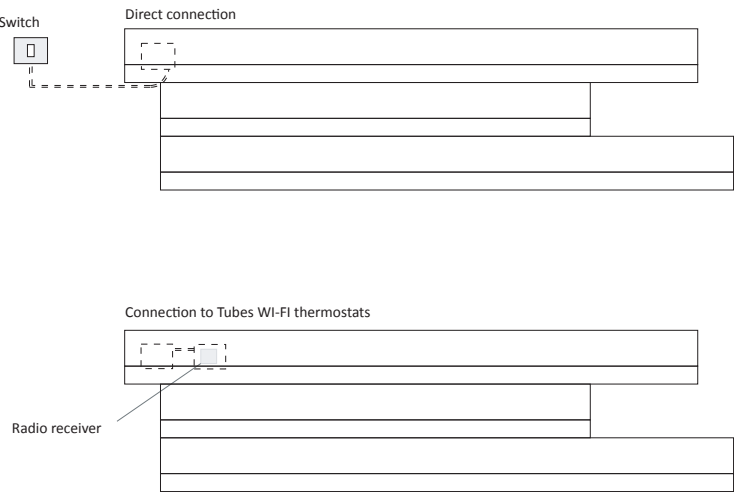 Direct connection
Switch
Connection to Tubes WI-FI thermostats
Radio receiver